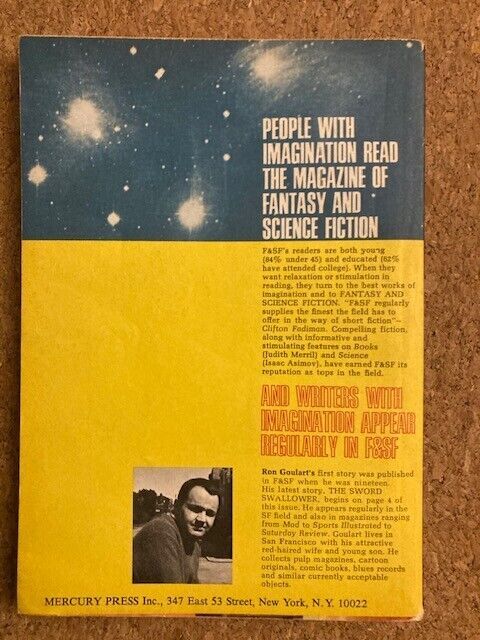 PEOPLE WITH
IMAGINATION READ
THE MAGAZINE OF
FANTASY AND
SCIENCE FICTION
F&SF's readers are both young
(84% under 45) and educated (62%
have attended college). When they
want relaxation or stimulation in
reading, they turn to the best works of
imagination and to FANTASY AND
SCIENCE FICTION. "F&SF regularly
supplies the finest the field has to
offer in the way of short fiction"—
Clifton Fadiman. Compelling fiction,
along with informative and
stimulating features on Books
(Judith Merril) and Science
(Isaac Asimov), have earned F&SF its
reputation as tops in the field.
AND WRITERS WITH
IMAGINATION APPEAR
REGULARLY IN F&SF
Ron Goulart's first story was published
in F&SF when he was nineteen.
His latest story, THE SWORD
SWALLOWER, begins on page 4 of
this issue. He appears regularly in the
SF field and also in magazines ranging
from Mad to Sports Illustrated to
Saturday Review. Goulart lives in
San Francisco with his attractive
red-haired wife and young son. He
collects pulp magazines, cartoon
originals, comic books, blues records
and similar currently acceptable
objects.
MERCURY PRESS Inc., 347 East 53 Street, New York, N. Y. 10022